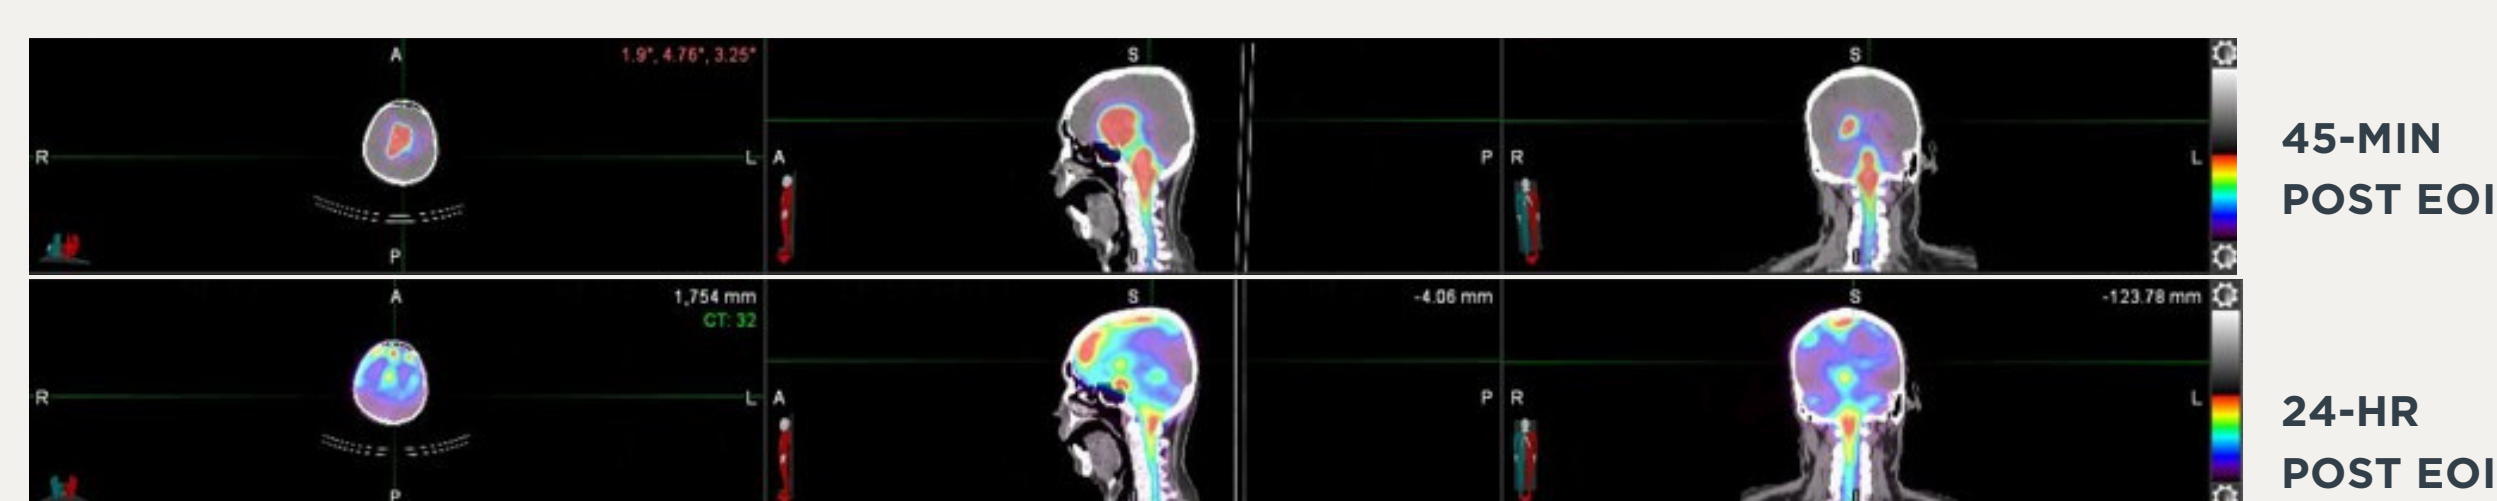 A
1.9°, 4.76°, 3.25°
S
S
R
L
A
P
R
L
P
I
I
45-MIN
POST EOI
A
1,754 mm
CT: 32
S
-4.06 mm
S
-123.78 mm
R
L
A
P
R
L
P
I
I
24-HR
POST EOI